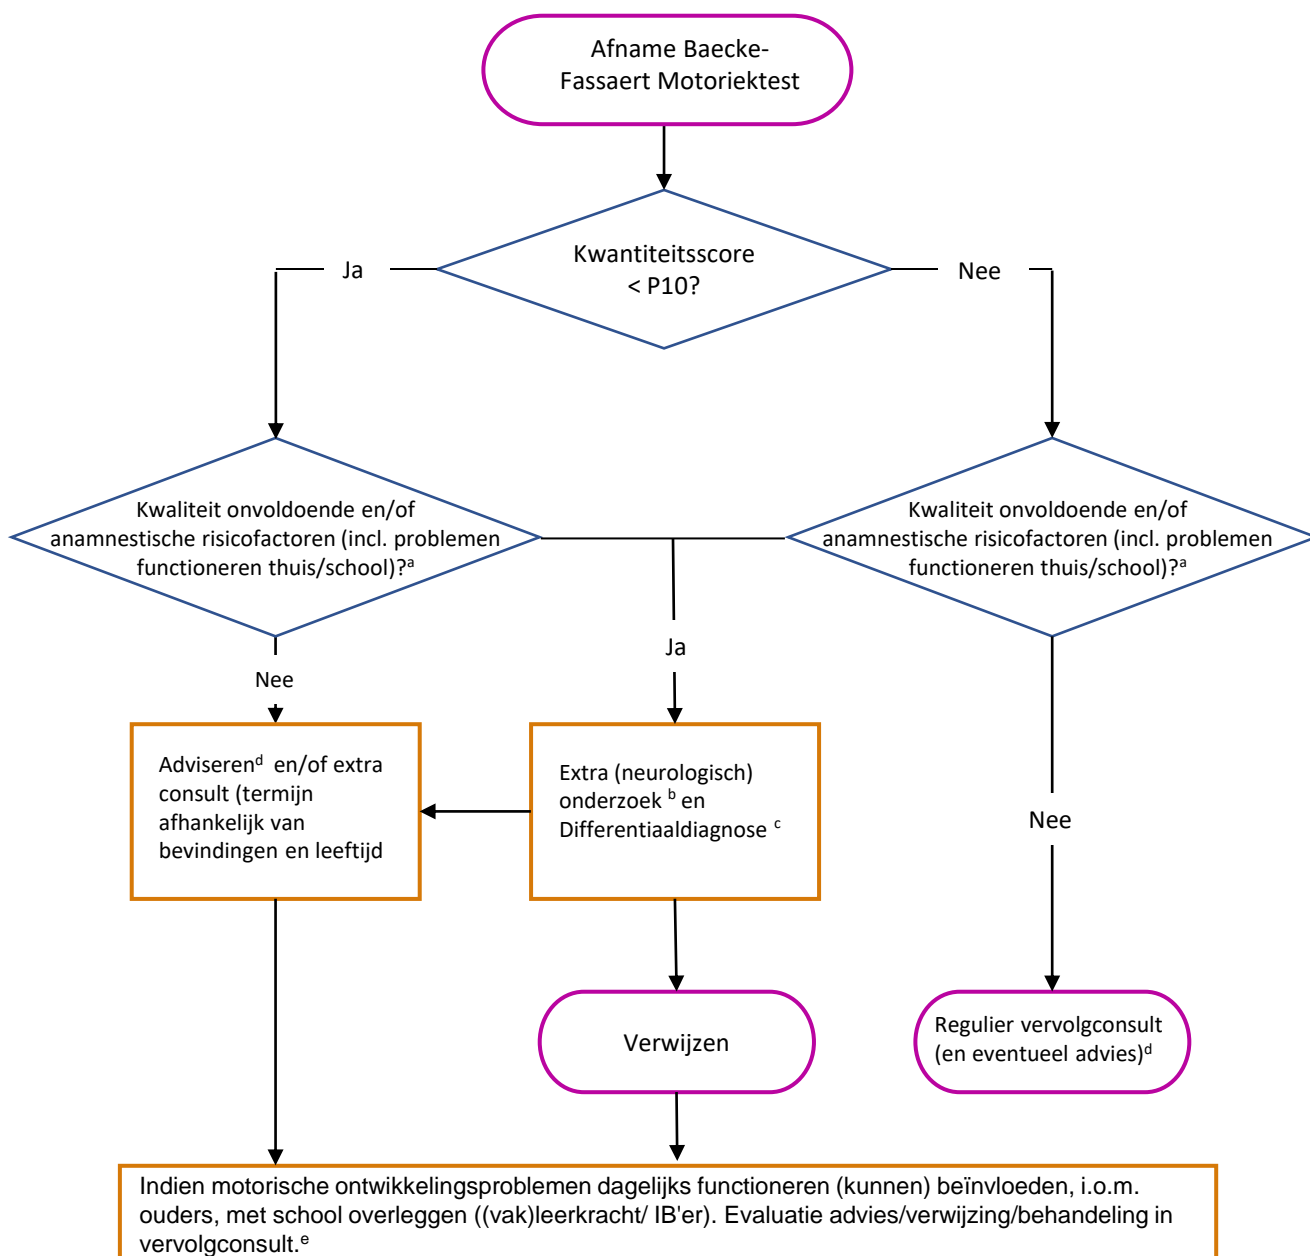 Afname Baecke-
Fassaert Motoriektest
Kwantiteitsscore
< P10?
Ja
Nee
Kwaliteit onvoldoende en/of
anamnestische risicofactoren (incl. problemen
functioneren thuis/school)?ᵃ
Kwaliteit onvoldoende en/of
anamnestische risicofactoren (incl. problemen
functioneren thuis/school)?ᵃ
Ja
Nee
Adviserenᵈ en/of extra
consult (termijn
afhankelijk van
bevindingen en leeftijd
Extra (neurologisch)
onderzoek ᵇ en
Differentiaaldiagnose ᶜ
Nee
Verwijzen
Regulier vervolgconsult
(en eventueel advies)ᵈ
Indien motorische ontwikkelingsproblemen dagelijks functioneren (kunnen) beïnvloeden, i.o.m.
ouders, met school overleggen ((vak)leerkracht/ IB'er). Evaluatie advies/verwijzing/behandeling in
vervolgconsult.ᵉ